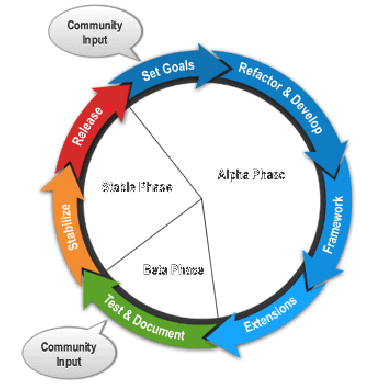 Community
Input
Set Goals
Refactor & Develop
Framework
Extensions
Test & Document
Stabilize
Release
Alpha Phase
Stable Phase
Beta Phase
Community
Input